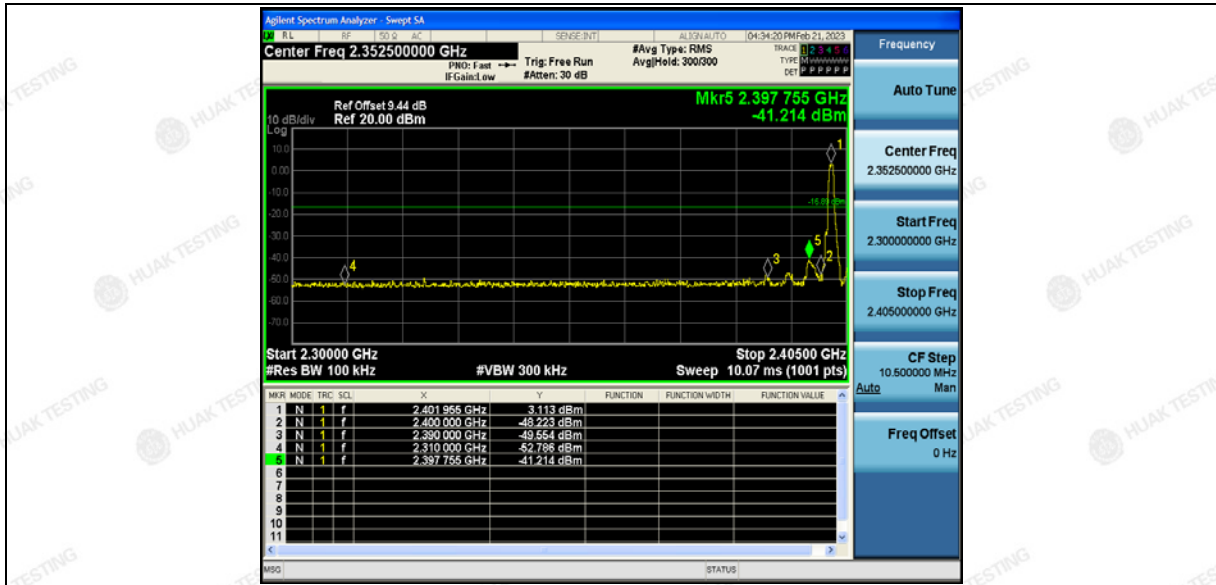 Agilent Spectrum Analyzer - Swept SA
RL RF 50 Ω AC SENSE:INT ALIGN AUTO 04:34:20 PM Feb 21, 2023
Center Freq 2.352500000 GHz
PNO: Fast
IFGain:Low
Trig: Free Run
#Atten: 30 dB
#Avg Type: RMS
Avg|Hold: 300/300
TRACE 1 2 3 4 5 6
TYPE M
DET P P P P P P
Mkr5 2.397 755 GHz
-41.214 dBm
Ref Offset 9.44 dB
Ref 20.00 dBm
10 dB/div
Log
10.0
0.00
-10.0
-20.0
-30.0
-40.0
-50.0
-60.0
-70.0
-16.89 dBm
1
2
3
4
5
Start 2.30000 GHz
Stop 2.40500 GHz
#Res BW 100 kHz
#VBW 300 kHz
Sweep 10.07 ms (1001 pts)
MKR MODE TRC SCL X Y FUNCTION FUNCTION WIDTH FUNCTION VALUE
1 N 1 f 2.401 955 GHz 3.113 dBm
2 N 1 f 2.400 000 GHz -48.223 dBm
3 N 1 f 2.390 000 GHz -49.554 dBm
4 N 1 f 2.310 000 GHz -52.786 dBm
5 N 1 f 2.397 755 GHz -41.214 dBm
6
7
8
9
10
11
MSG
STATUS
Frequency
Auto Tune
Center Freq
2.352500000 GHz
Start Freq
2.300000000 GHz
Stop Freq
2.405000000 GHz
CF Step
10.500000 MHz
Auto Man
Freq Offset
0 Hz
HUAK TESTING
HUAK TESTING
HUAK TESTING
HUAK TESTING
HUAK TESTING
HUAK TESTING